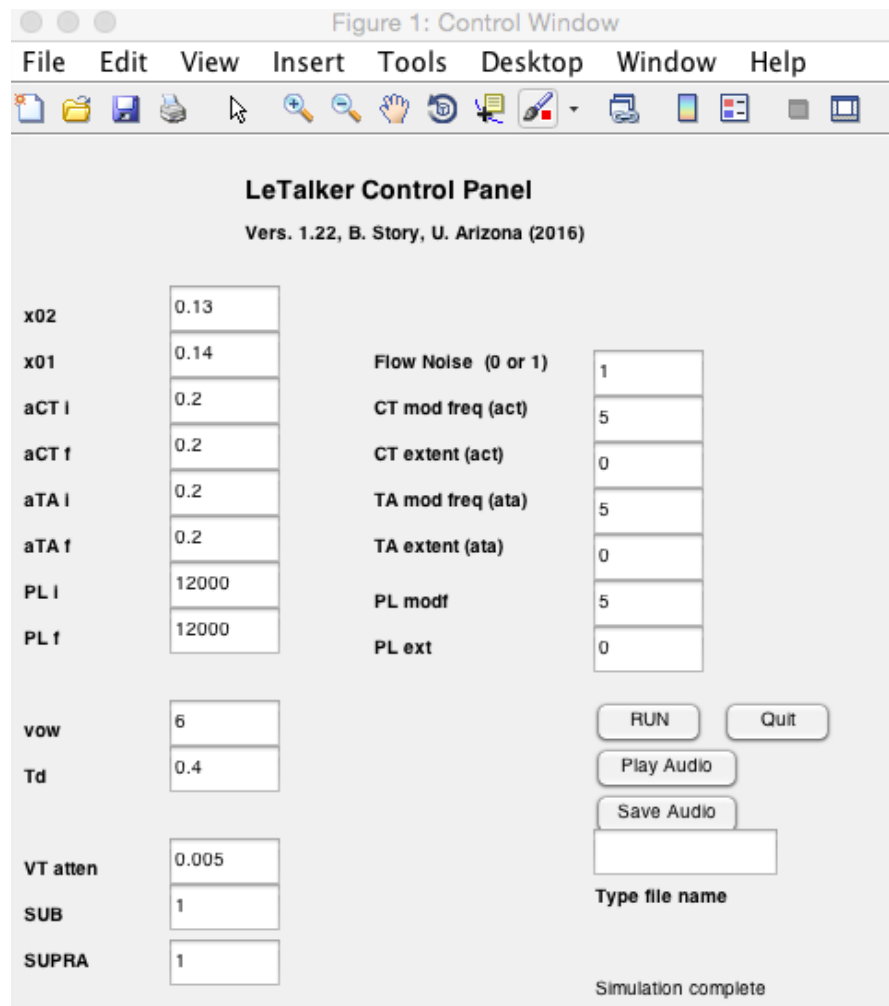 Figure 1: Control Window
File Edit View Insert Tools Desktop Window Help
LeTalker Control Panel
Vers. 1.22, B. Story, U. Arizona (2016)
x02 0.13
x01 0.14 Flow Noise (0 or 1) 1
aCT i 0.2 CT mod freq (act) 5
aCT f 0.2 CT extent (act) 0
aTA i 0.2 TA mod freq (ata) 5
aTA f 0.2 TA extent (ata) 0
PL i 12000 PL modf 5
PL f 12000 PL ext 0
vow 6 RUN Quit
Td 0.4 Play Audio
Save Audio
VT atten 0.005
SUB 1 Type file name
SUPRA 1
Simulation complete